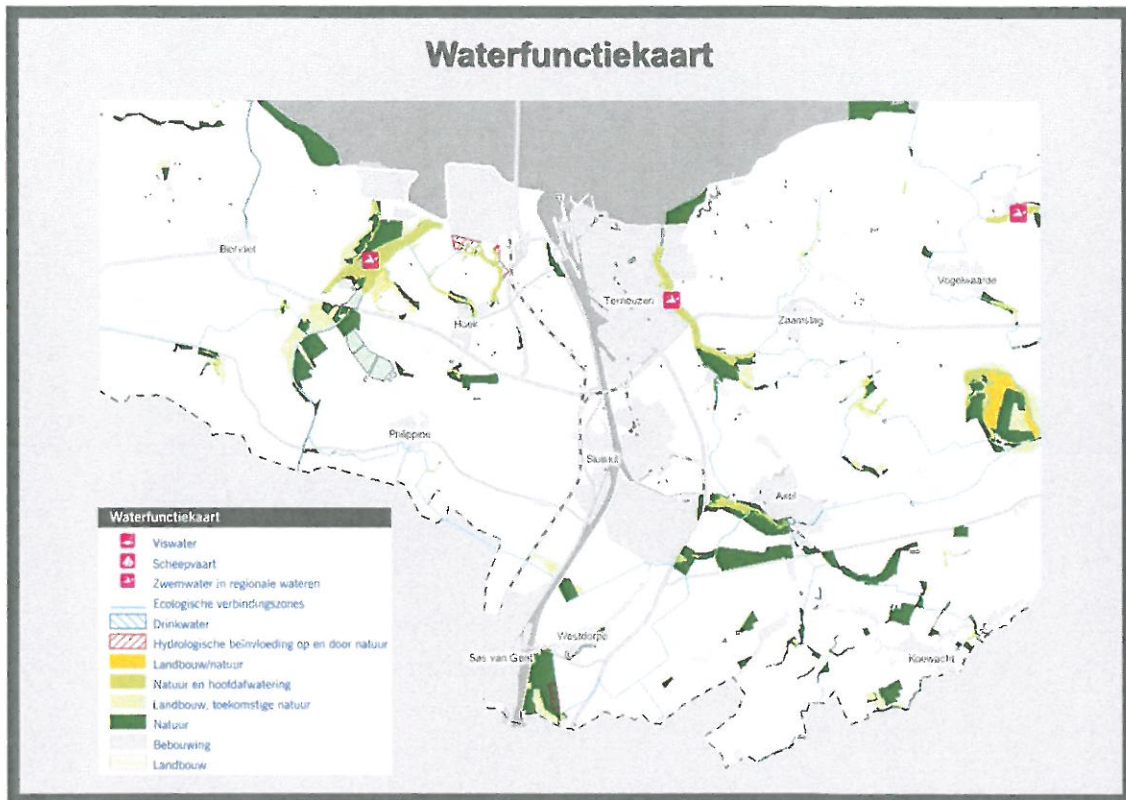 Waterfunctiekaart
Biervliet
Hoek
Terneuzen
Zaamslag
Vogelwaarde
Philippine
Sluiskil
Axel
Westdorpe
Sas van Gent
Koewacht
Waterfunctiekaart
Viswater
Scheepvaart
Zwemwater in regionale wateren
Ecologische verbindingszones
Drinkwater
Hydrologische beïnvloeding op en door natuur
Landbouw/natuur
Natuur en hoofdafwatering
Landbouw, toekomstige natuur
Natuur
Bebouwing
Landbouw